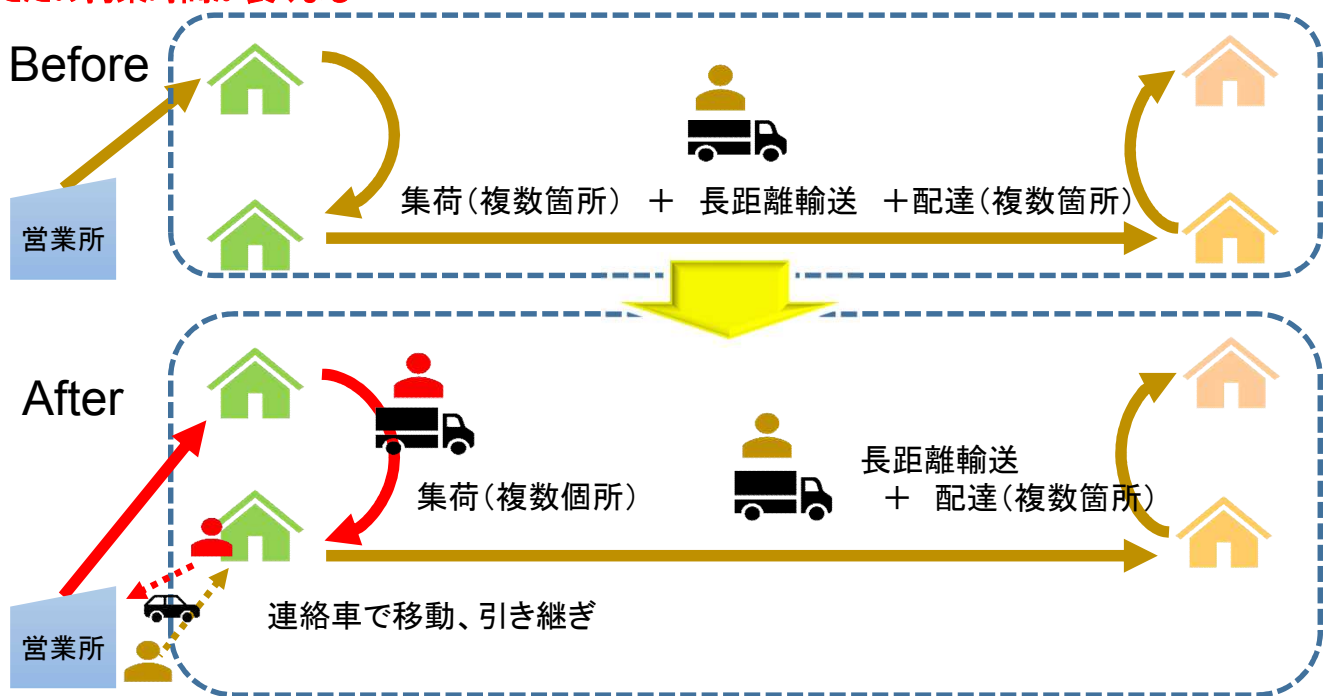 Before
集荷(複数箇所) + 長距離輸送 +配達(複数箇所)
営業所
After
長距離輸送
+ 配達(複数箇所)
集荷(複数個所)
連絡車で移動、引き継ぎ
営業所